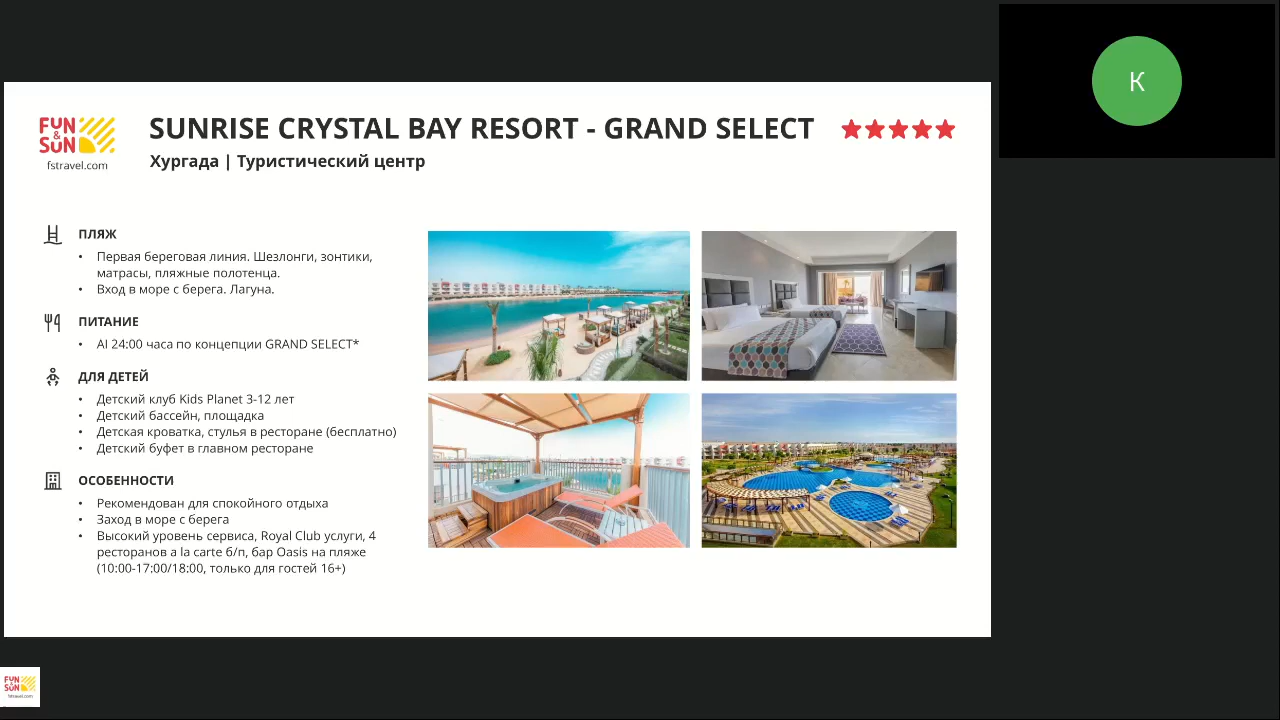 FUN
&
SUN
fstravel.com
SUNRISE CRYSTAL BAY RESORT - GRAND SELECT
Хургада | Туристический центр
ПЛЯЖ
• Первая береговая линия. Шезлонги, зонтики,
матрасы, пляжные полотенца.
• Вход в море с берега. Лагуна.
ПИТАНИЕ
• AI 24:00 часа по концепции GRAND SELECT*
ДЛЯ ДЕТЕЙ
• Детский клуб Kids Planet 3-12 лет
• Детский бассейн, площадка
• Детская кроватка, стулья в ресторане (бесплатно)
• Детский буфет в главном ресторане
ОСОБЕННОСТИ
• Рекомендован для спокойного отдыха
• Заход в море с берега
• Высокий уровень сервиса, Royal Club услуги, 4
ресторанов a la carte б/п, бар Oasis на пляже
(10:00-17:00/18:00, только для гостей 16+)
К
FUN
&
SUN
fstravel.com